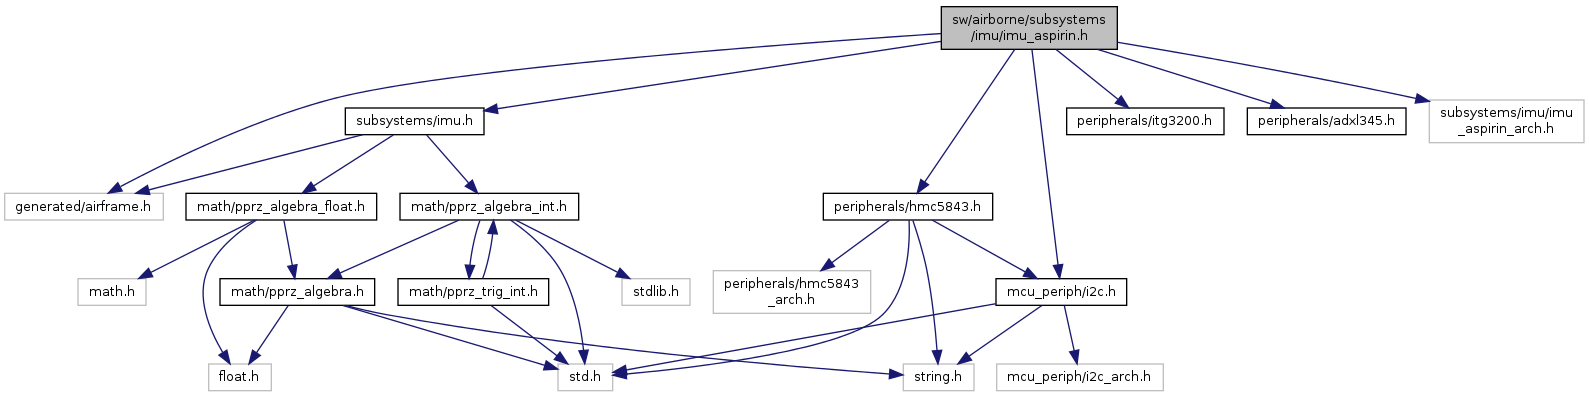 sw/airborne/subsystems
/imu/imu_aspirin.h
subsystems/imu.h
peripherals/itg3200.h
peripherals/adxl345.h
subsystems/imu/imu
_aspirin_arch.h
generated/airframe.h
math/pprz_algebra_float.h
math/pprz_algebra_int.h
peripherals/hmc5843.h
math.h
math/pprz_algebra.h
math/pprz_trig_int.h
stdlib.h
peripherals/hmc5843
_arch.h
mcu_periph/i2c.h
float.h
std.h
string.h
mcu_periph/i2c_arch.h